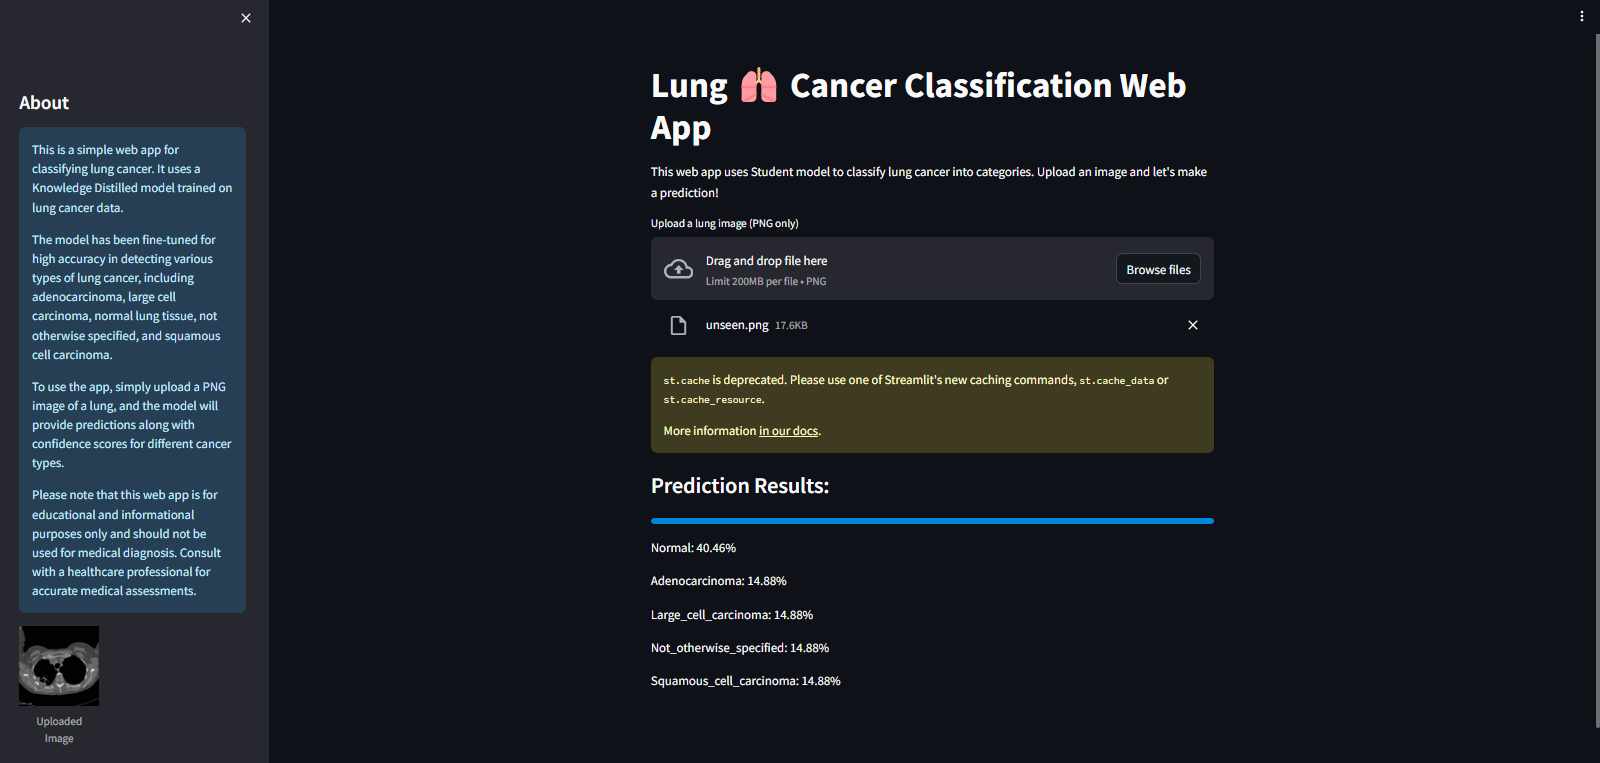 About
This is a simple web app for
classifying lung cancer. It uses a
Knowledge Distilled model trained on
lung cancer data.
The model has been fine-tuned for
high accuracy in detecting various
types of lung cancer, including
adenocarcinoma, large cell
carcinoma, normal lung tissue, not
otherwise specified, and squamous
cell carcinoma.
To use the app, simply upload a PNG
image of a lung, and the model will
provide predictions along with
confidence scores for different cancer
types.
Please note that this web app is for
educational and informational
purposes only and should not be
used for medical diagnosis. Consult
with a healthcare professional for
accurate medical assessments.
Uploaded
Image
Lung 🫁 Cancer Classification Web
App
This web app uses Student model to classify lung cancer into categories. Upload an image and let's make
a prediction!
Upload a lung image (PNG only)
Drag and drop file here
Limit 200MB per file • PNG
Browse files
unseen.png 17.6KB
st.cache is deprecated. Please use one of Streamlit's new caching commands, st.cache_data or
st.cache_resource.
More information in our docs.
Prediction Results:
Normal: 40.46%
Adenocarcinoma: 14.88%
Large_cell_carcinoma: 14.88%
Not_otherwise_specified: 14.88%
Squamous_cell_carcinoma: 14.88%